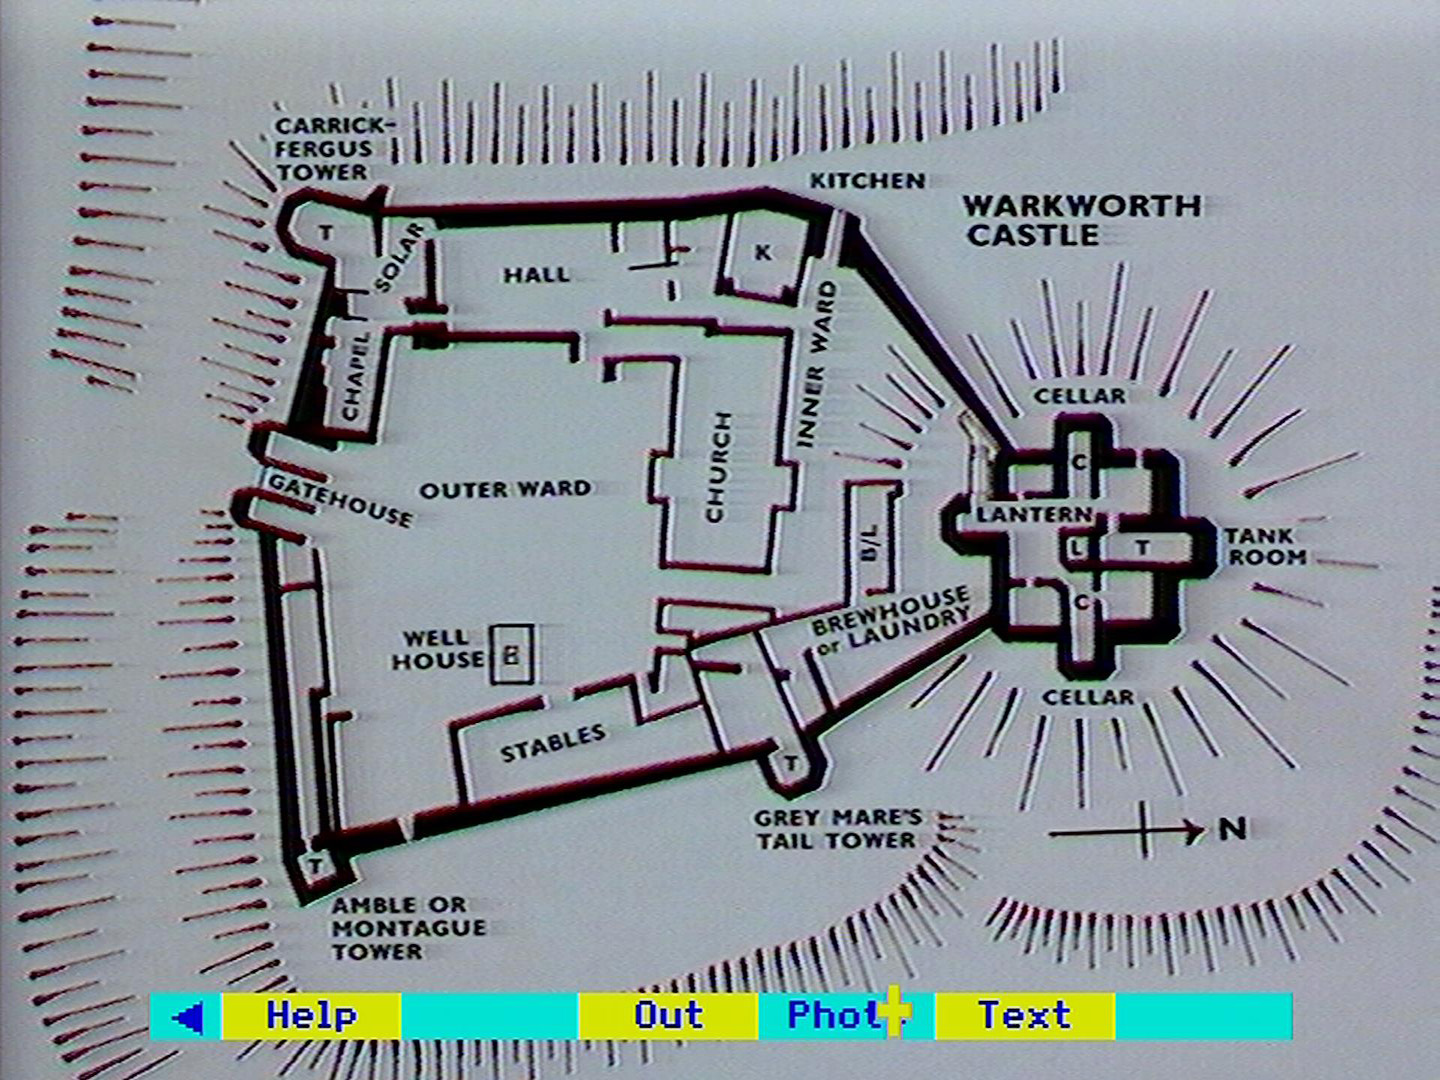 CARRICK-
FERGUS
TOWER
KITCHEN
WARKWORTH
CASTLE
T
SOLAR
HALL
K
CHAPEL
INNER WARD
CHURCH
CELLAR
C
GATEHOUSE
OUTER WARD
B/L
LANTERN
L
T
TANK
ROOM
C
BREWHOUSE
or LAUNDRY
WELL
HOUSE
STABLES
CELLAR
T
GREY MARE'S
TAIL TOWER
N
T
AMBLE OR
MONTAGUE
TOWER
Help
Out
Text